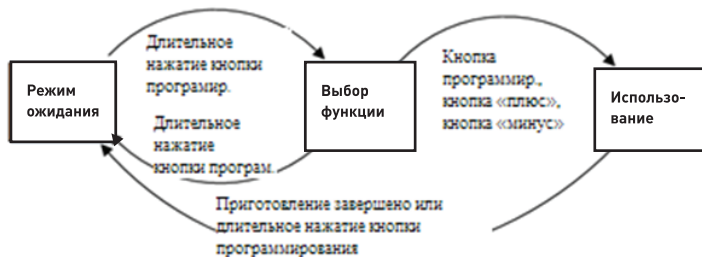 Длительное
нажатие кнопки
програмир.
Кнопка
программир.,
кнопка «плюс»,
кнопка «минус»
Режим
ожидания
Выбор
функции
Использо-
вание
Длительное
нажатие
кнопки програм.
Приготовление завершено или
длительное нажатие кнопки
программирования